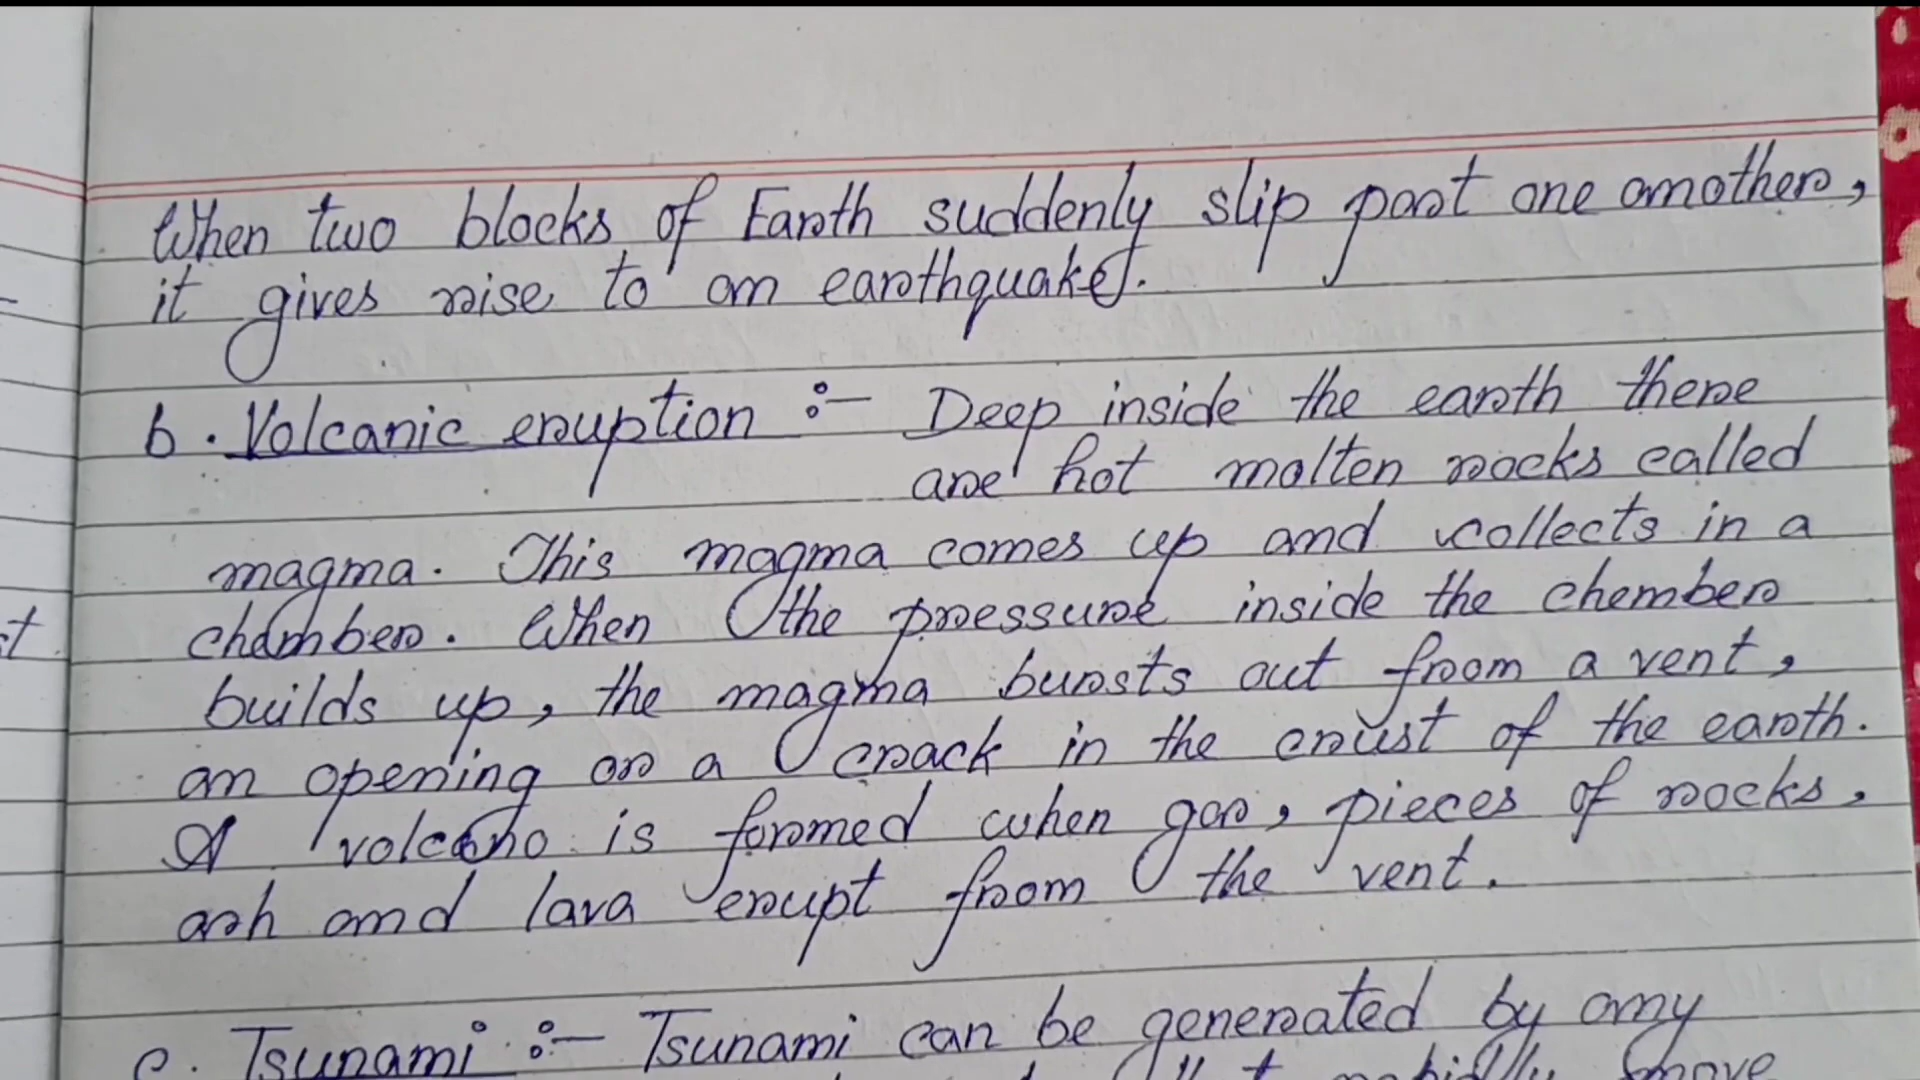 When two blocks of Earth suddenly slip past one another,
it gives rise to an earthquake.
b. Volcanic eruption :- Deep inside the earth there
are hot molten rocks called
magma. This magma comes up and collects in a
chamber. When the pressure inside the chember
builds up, the magma bursts out from a vent,
an opening or a crack in the crust of the earth.
A volcano is formed when gas, pieces of rocks,
ash and lava erupt from the vent.
c. Tsunami :- Tsunami can be generated by any
rapidly move